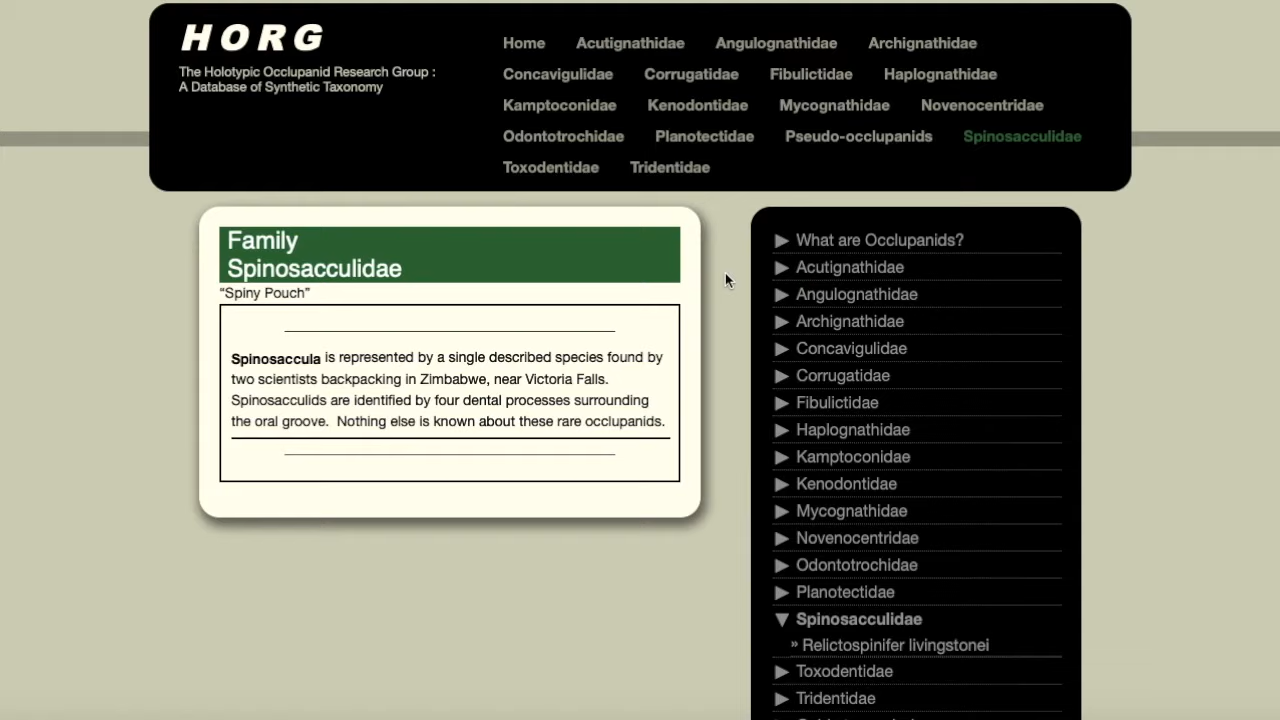 HORG
The Holotypic Occlupanid Research Group :
A Database of Synthetic Taxonomy
Home Acutignathidae Angulognathidae Archignathidae
Concavigulidae Corrugatidae Fibulictidae Haplognathidae
Kamptoconidae Kenodontidae Mycognathidae Novenocentridae
Odontotrochidae Planotectidae Pseudo-occlupanids Spinosacculidae
Toxodentidae Tridentidae
Family
Spinosacculidae
“Spiny Pouch”
Spinosaccula is represented by a single described species found by
two scientists backpacking in Zimbabwe, near Victoria Falls.
Spinosacculids are identified by four dental processes surrounding
the oral groove.  Nothing else is known about these rare occlupanids.
▶ What are Occlupanids?
▶ Acutignathidae
▶ Angulognathidae
▶ Archignathidae
▶ Concavigulidae
▶ Corrugatidae
▶ Fibulictidae
▶ Haplognathidae
▶ Kamptoconidae
▶ Kenodontidae
▶ Mycognathidae
▶ Novenocentridae
▶ Odontotrochidae
▶ Planotectidae
▼ Spinosacculidae
» Relictospinifer livingstonei
▶ Toxodentidae
▶ Tridentidae